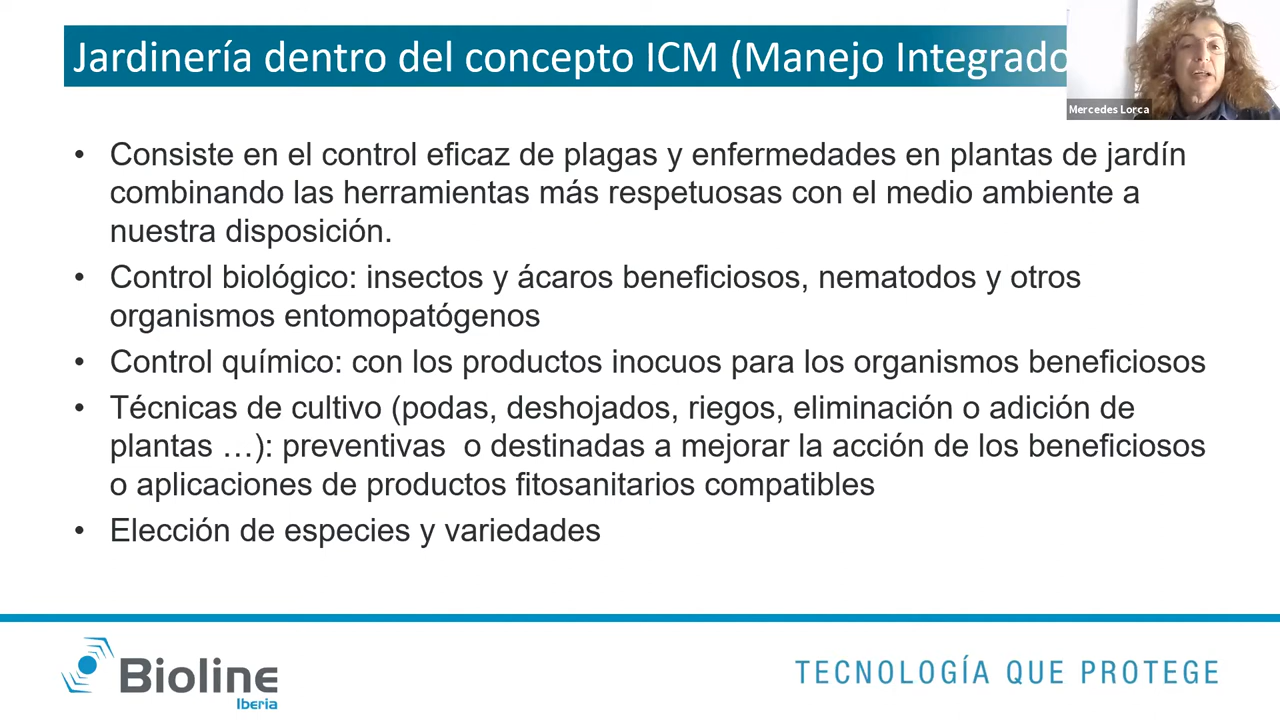 Jardinería dentro del concepto ICM (Manejo Integrado
Mercedes Lorca
• Consiste en el control eficaz de plagas y enfermedades en plantas de jardín
combinando las herramientas más respetuosas con el medio ambiente a
nuestra disposición.
• Control biológico: insectos y ácaros beneficiosos, nematodos y otros
organismos entomopatógenos
• Control químico: con los productos inocuos para los organismos beneficiosos
• Técnicas de cultivo (podas, deshojados, riegos, eliminación o adición de
plantas …): preventivas o destinadas a mejorar la acción de los beneficiosos
o aplicaciones de productos fitosanitarios compatibles
• Elección de especies y variedades
Bioline
Iberia
TECNOLOGÍA QUE PROTEGE